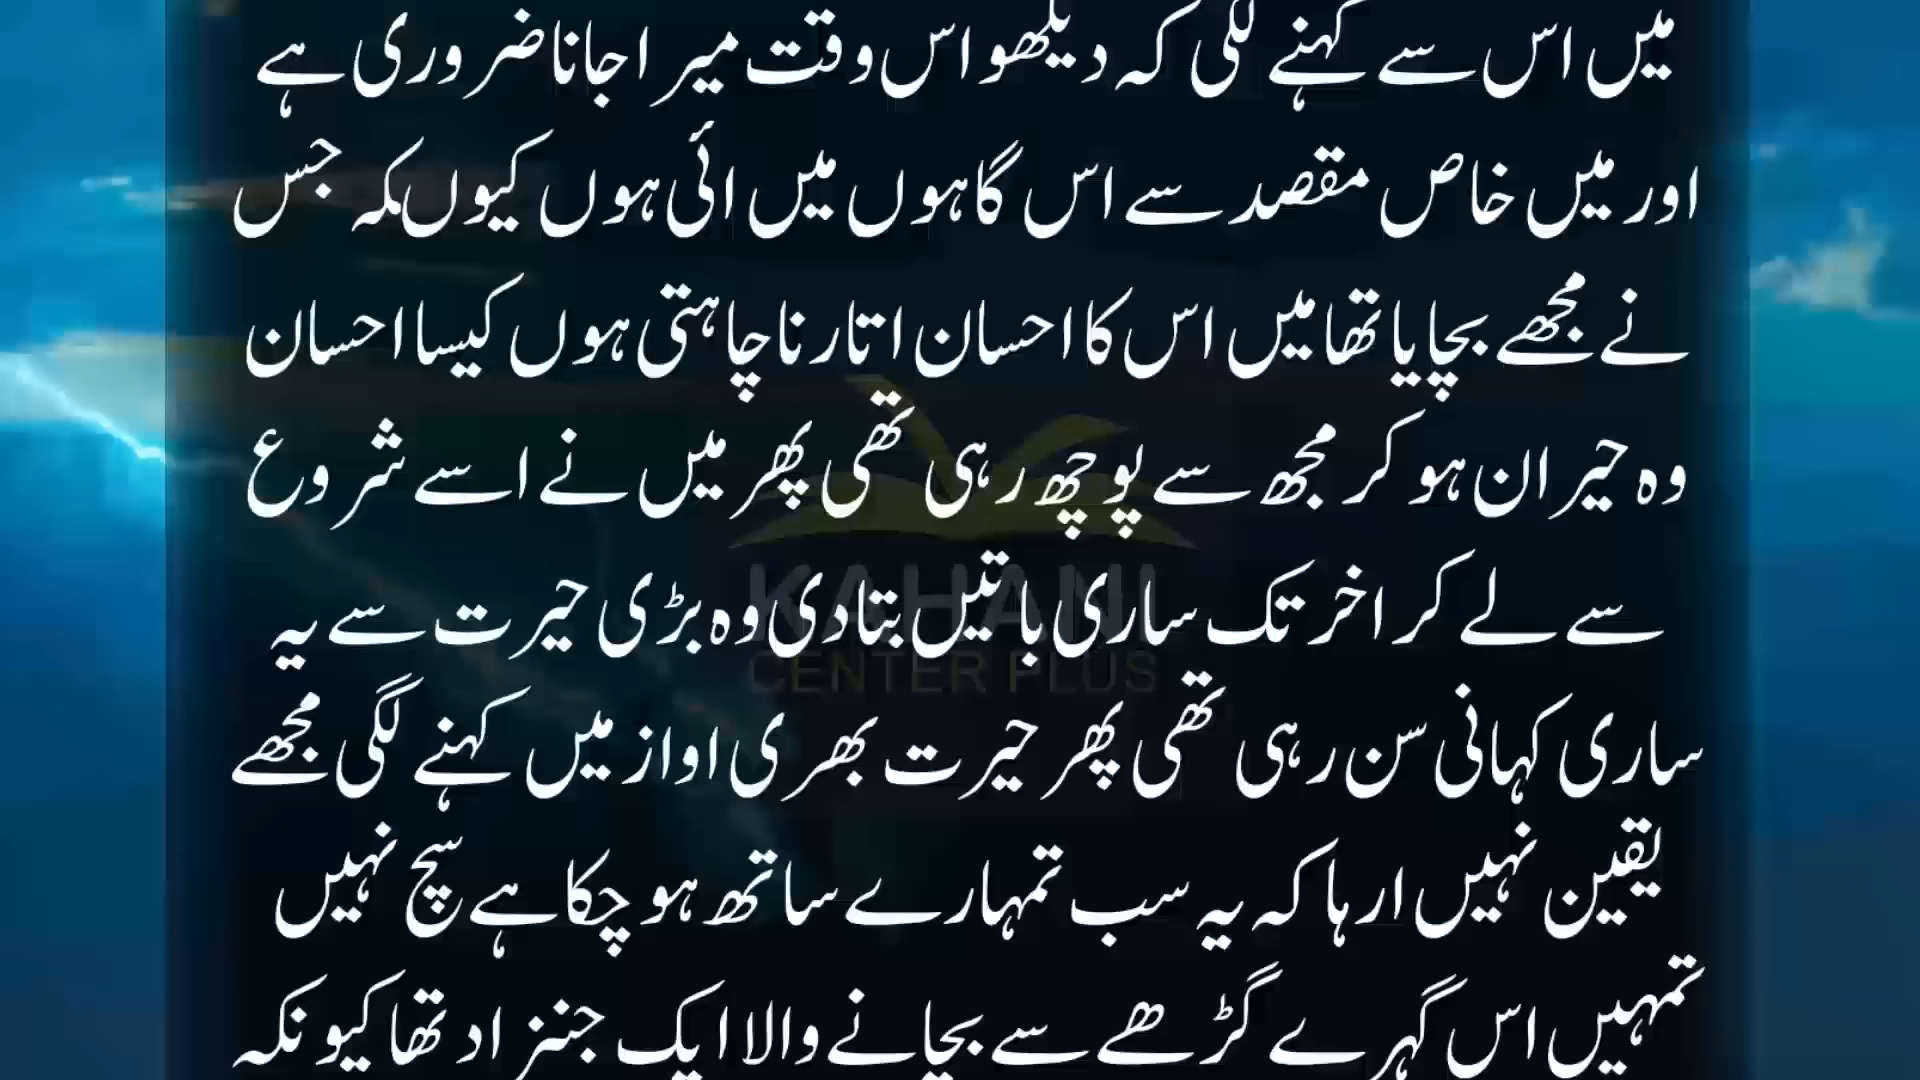 میں اس سے کہنے لگی کہ دیکھو اس وقت میرا جانا ضروری ہے
اور میں خاص مقصد سے اس گاہوں میں ائی ہوں کیوں‌کہ جس
نے مجھے بچایا تھا میں اس کا احسان اتارنا چاہتی ہوں کیسا احسان
وہ حیران ہو کر مجھ سے پوچھ رہی تھی پھر میں نے اسے شروع
سے لے کر اخر تک ساری باتیں بتا دی وہ بڑی حیرت سے یہ
ساری کہانی سن رہی تھی پھر حیرت بھری اواز میں کہنے لگی مجھے
یقین نہیں ارہا کہ یہ سب تمہارے ساتھ ہو چکا ہے سچ نہیں
تمہیں اس گہرے گڑھے سے بچانے والا ایک جننزاد تھا کیونکہ
KAHANI
CENTER PLUS